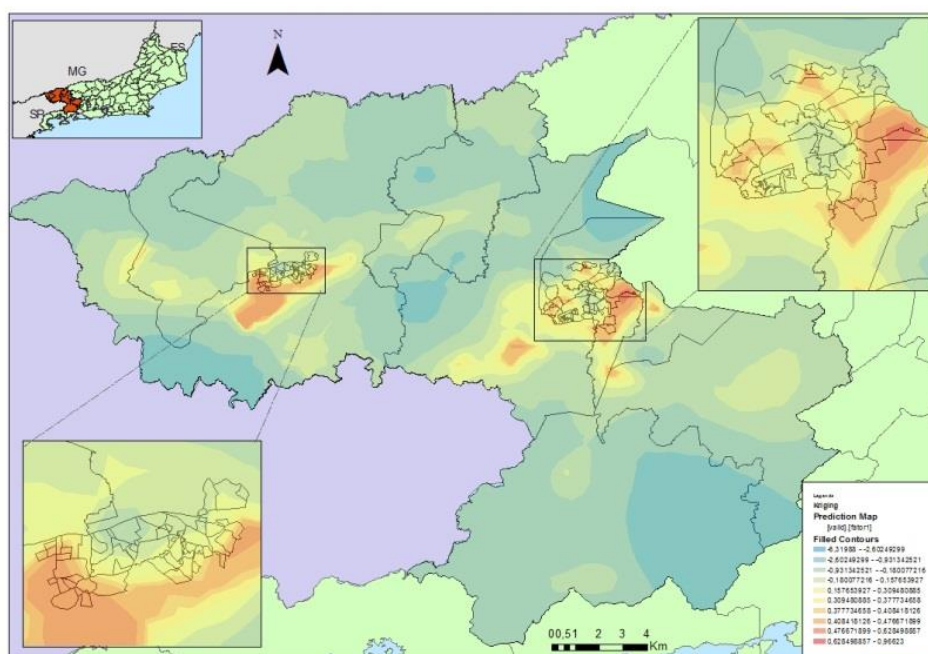 MG
ES
SP
N
Legenda
Kriging
Prediction Map
[valid].[fator1]
Filled Contours
-6,31988 - -2,60249299
-2,60249299 - -0,931342521
-0,931342521 - -0,180077216
-0,180077216 - 0,157653927
0,157653927 - 0,309480885
0,309480885 - 0,377734658
0,377734658 - 0,408418126
0,408418126 - 0,476671899
0,476671899 - 0,628498857
0,628498857 - 0,96623
0 0,5 1 2 3 4
Km